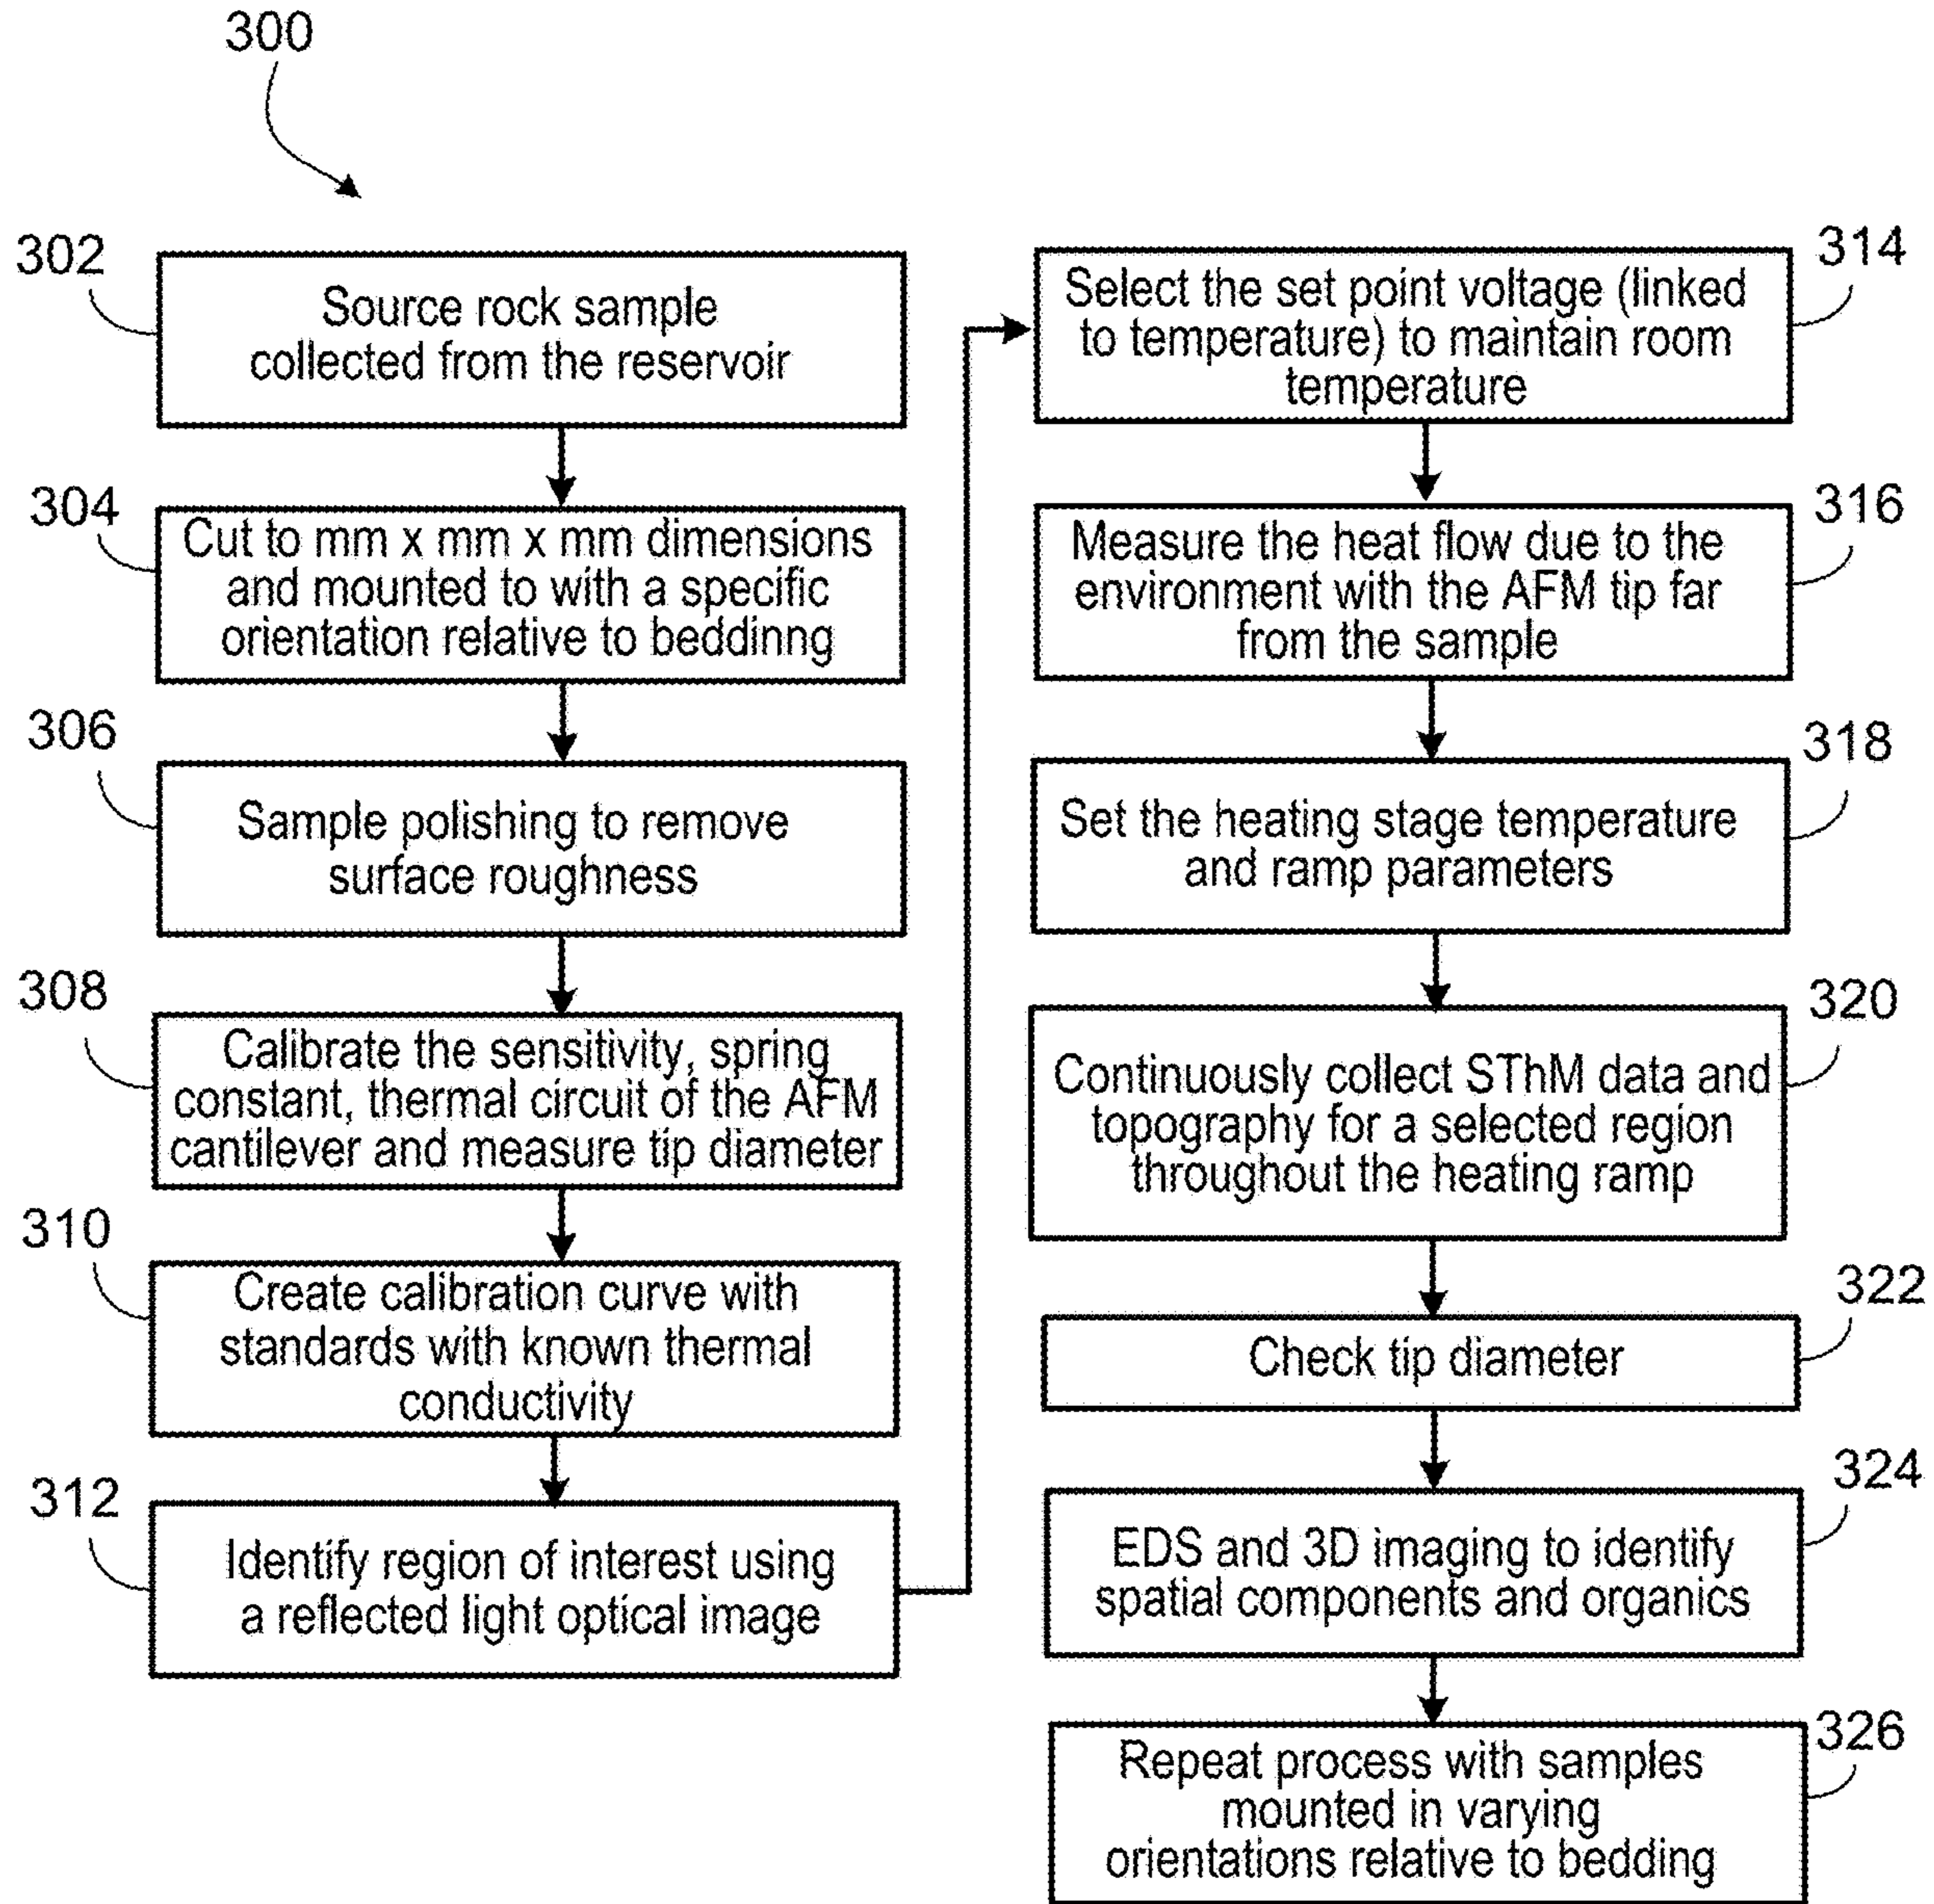 300
302
Source rock sample
collected from the reservoir
304
Cut to mm x mm x mm dimensions
and mounted to with a specific
orientation relative to beddinng
306
Sample polishing to remove
surface roughness
308
Calibrate the sensitivity, spring
constant, thermal circuit of the AFM
cantilever and measure tip diameter
310
Create calibration curve with
standards with known thermal
conductivity
312
Identify region of interest using
a reflected light optical image
314
Select the set point voltage (linked
to temperature) to maintain room
temperature
316
Measure the heat flow due to the
environment with the AFM tip far
from the sample
318
Set the heating stage temperature
and ramp parameters
320
Continuously collect SThM data and
topography for a selected region
throughout the heating ramp
322
Check tip diameter
324
EDS and 3D imaging to identify
spatial components and organics
326
Repeat process with samples
mounted in varying
orientations relative to bedding